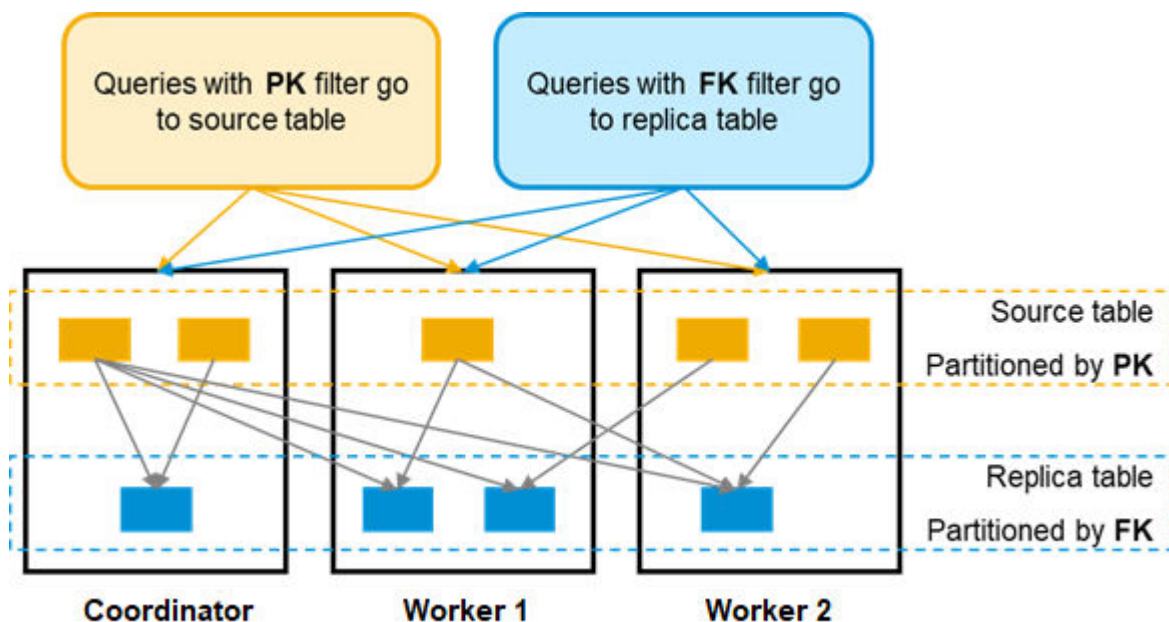 Queries with PK filter go
to source table
Queries with FK filter go
to replica table
Source table
Partitioned by PK
Replica table
Partitioned by FK
Coordinator
Worker 1
Worker 2